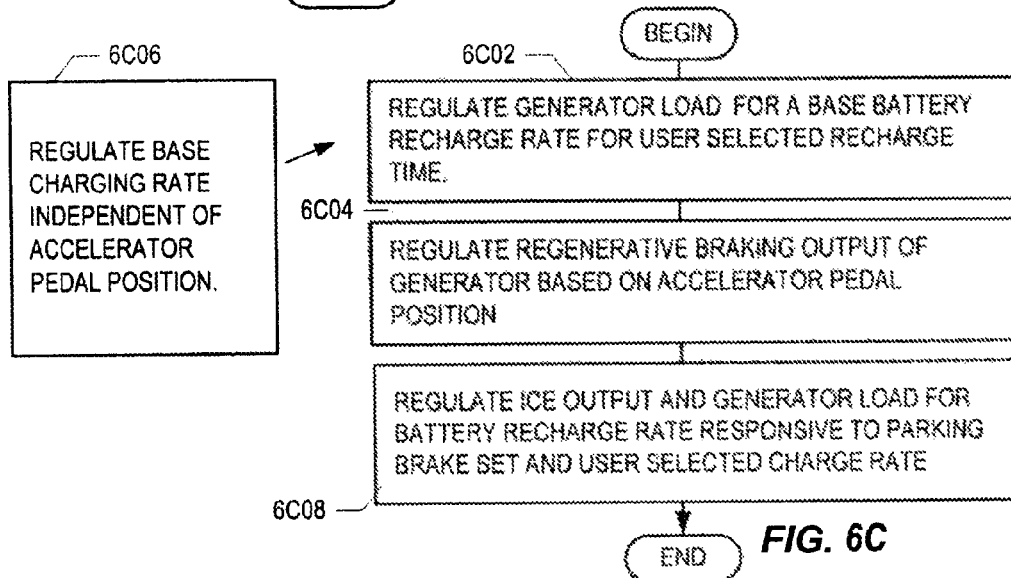 BEGIN
6C06
6C02
REGULATE BASE
CHARGING RATE
INDEPENDENT OF
ACCELERATOR
PEDAL POSITION.
REGULATE GENERATOR LOAD FOR A BASE BATTERY
RECHARGE RATE FOR USER SELECTED RECHARGE
TIME.
6C04
REGULATE REGENERATIVE BRAKING OUTPUT OF
GENERATOR BASED ON ACCELERATOR PEDAL
POSITION
REGULATE ICE OUTPUT AND GENERATOR LOAD FOR
BATTERY RECHARGE RATE RESPONSIVE TO PARKING
BRAKE SET AND USER SELECTED CHARGE RATE
6C08
END
FIG. 6C